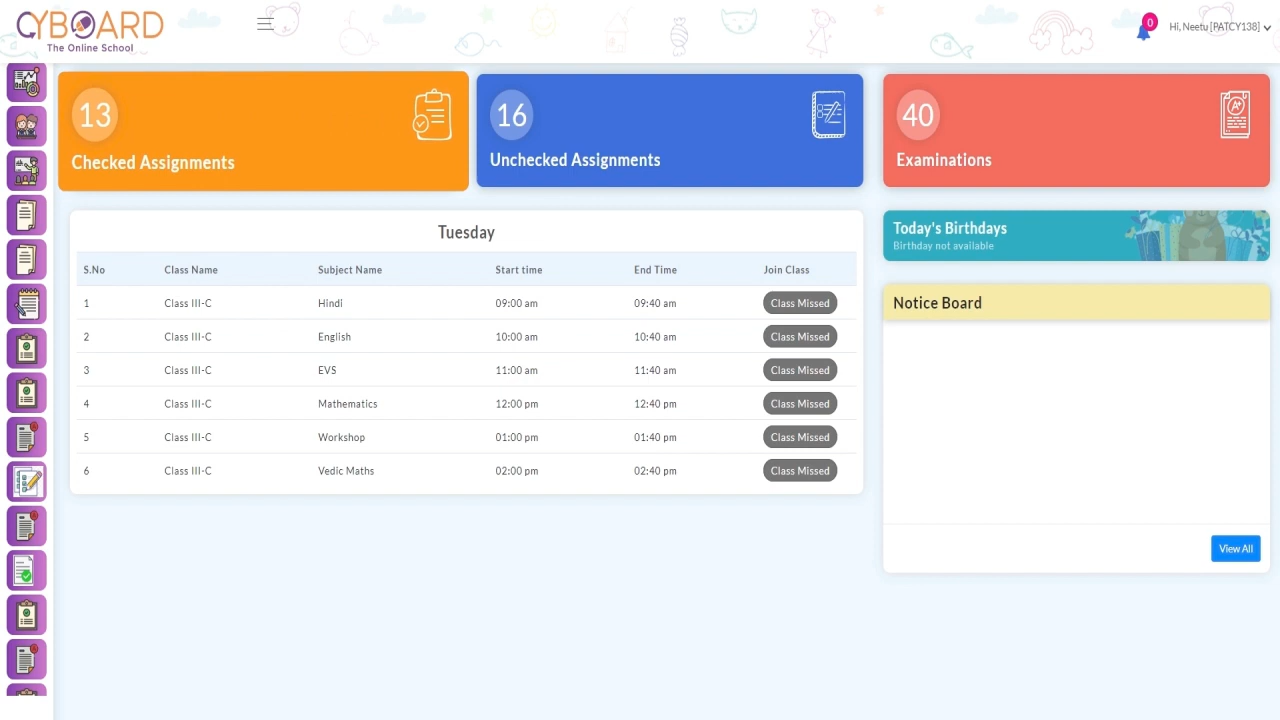 CYBOARD
The Online School
0
Hi, Neetu [PATCY138]
13
Checked Assignments
16
Unchecked Assignments
40
Examinations
Tuesday
S.No Class Name Subject Name Start time End Time Join Class
1 Class III-C Hindi 09:00 am 09:40 am Class Missed
2 Class III-C English 10:00 am 10:40 am Class Missed
3 Class III-C EVS 11:00 am 11:40 am Class Missed
4 Class III-C Mathematics 12:00 pm 12:40 pm Class Missed
5 Class III-C Workshop 01:00 pm 01:40 pm Class Missed
6 Class III-C Vedic Maths 02:00 pm 02:40 pm Class Missed
Today's Birthdays
Birthday not available
Notice Board
View All